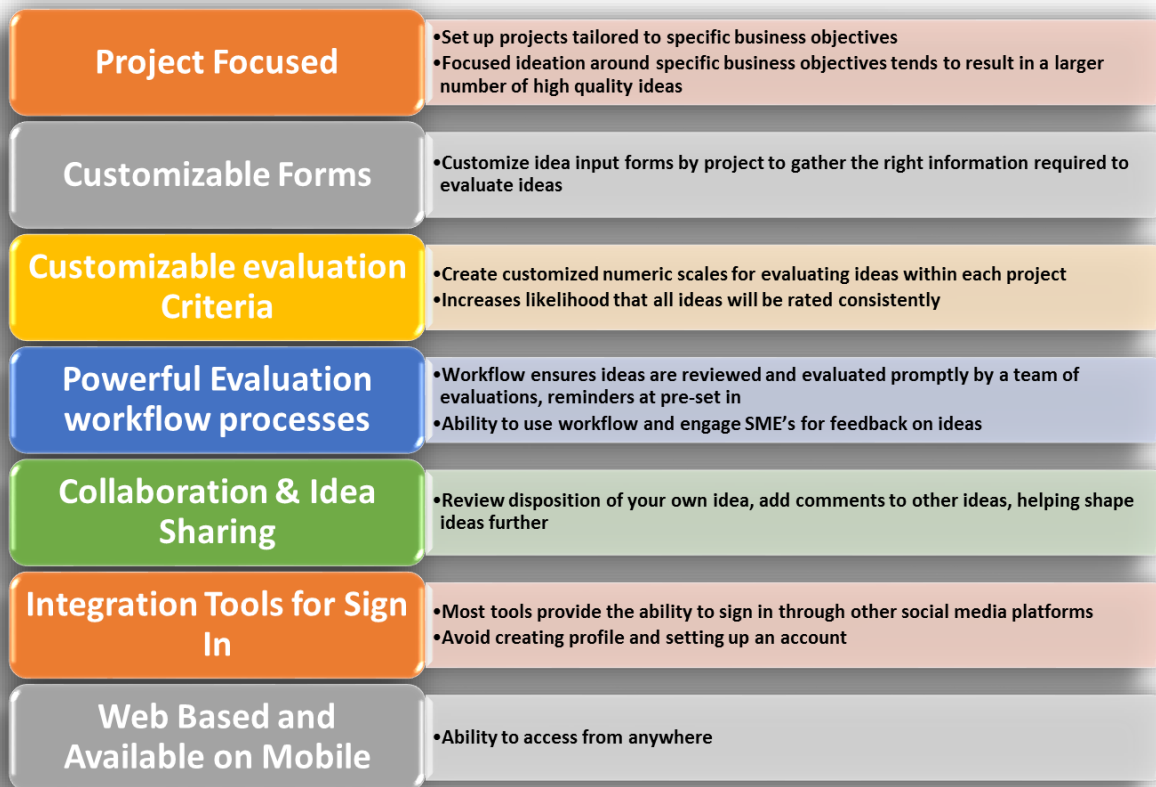 Project Focused
•Set up projects tailored to specific business objectives
•Focused ideation around specific business objectives tends to result in a larger
number of high quality ideas
Customizable Forms
•Customize idea input forms by project to gather the right information required to
evaluate ideas
Customizable evaluation
Criteria
•Create customized numeric scales for evaluating ideas within each project
•Increases likelihood that all ideas will be rated consistently
Powerful Evaluation
workflow processes
•Workflow ensures ideas are reviewed and evaluated promptly by a team of
evaluations, reminders at pre-set in
•Ability to use workflow and engage SME's for feedback on ideas
Collaboration & Idea
Sharing
•Review disposition of your own idea, add comments to other ideas, helping shape
ideas further
Integration Tools for Sign
In
•Most tools provide the ability to sign in through other social media platforms
•Avoid creating profile and setting up an account
Web Based and
Available on Mobile
•Ability to access from anywhere